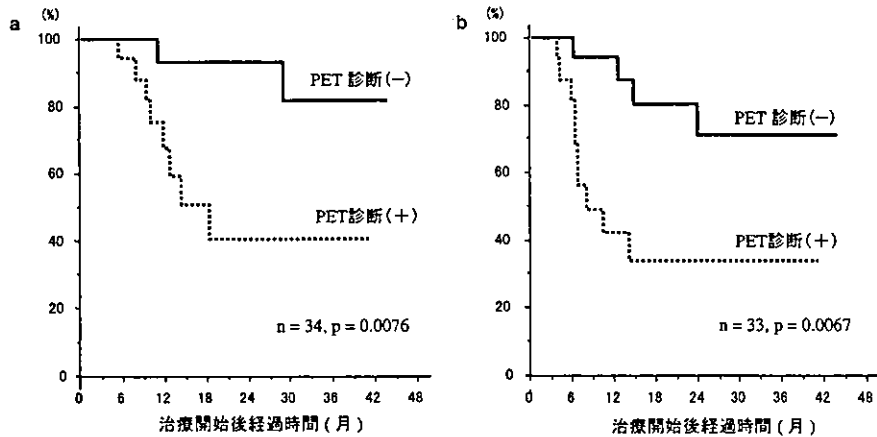 a
(%)
100
80
60
40
20
0
PET 診断(−)
PET診断(+)
n = 34, p = 0.0076
0 6 12 18 24 30 36 42 48
治療開始後経過時間(月)
b
(%)
100
80
60
40
20
0
PET 診断(−)
PET診断(+)
n = 33, p = 0.0067
0 6 12 18 24 30 36 42 48
治療開始後経過時間(月)